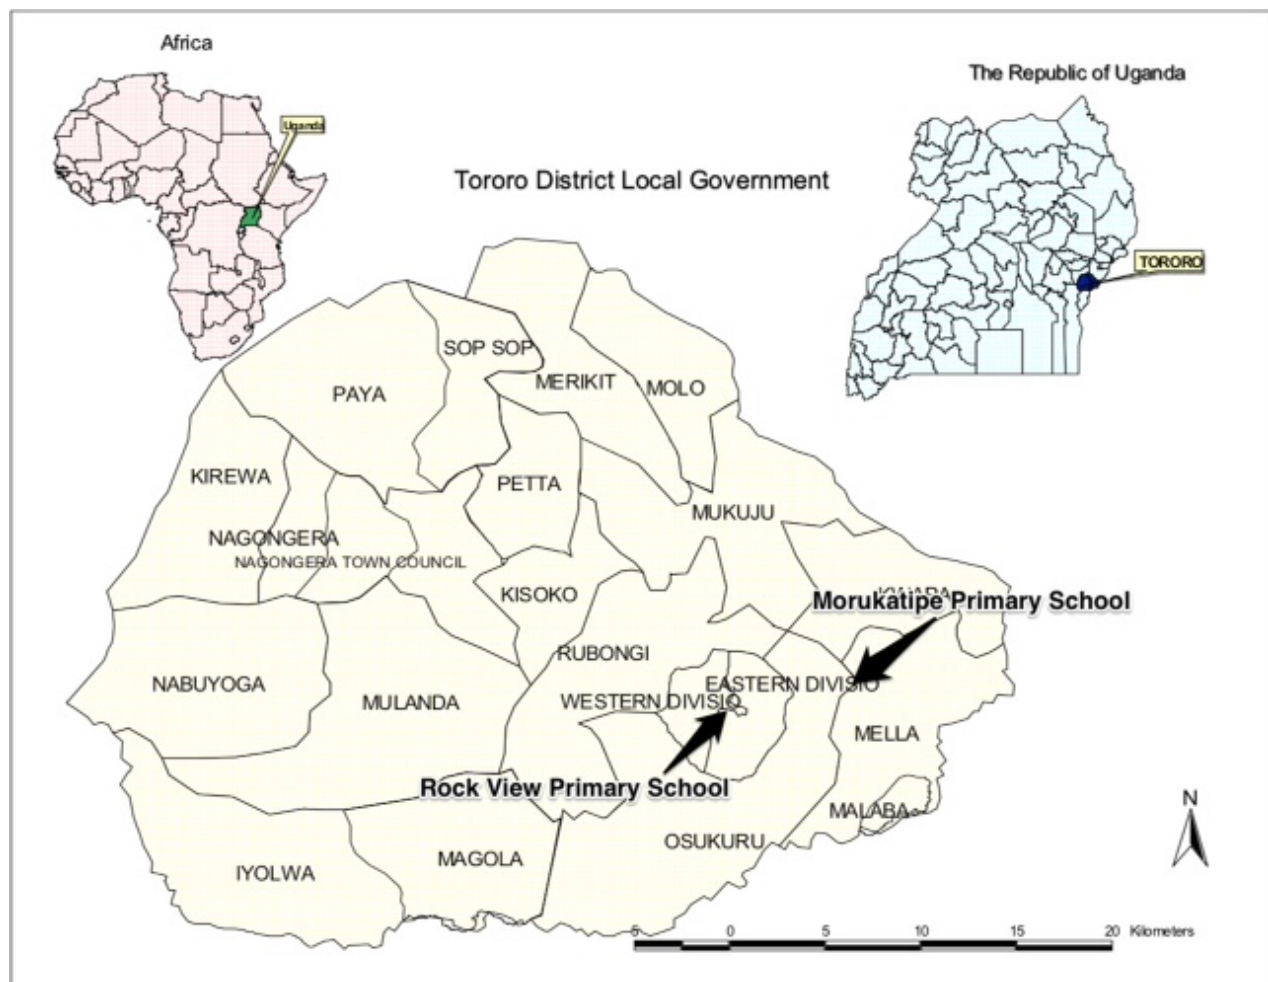 Africa
The Republic of Uganda
Uganda
Tororo District Local Government
TORORO
SOP SOP
MERIKIT
MOLO
PAYA
KIREWA
PETTA
MUKUJU
NAGONGERA
NAGONGERA TOWN COUNCIL
KISOKO
Morukatipe Primary School
RUBONGI
NABUYOGA
EASTERN DIVISIO
MULANDA
WESTERN DIVISIO
MELLA
Rock View Primary School
MALABA
OSUKURU
MAGOLA
IYOLWA
N
5 0 5 10 15 20 Kilometers